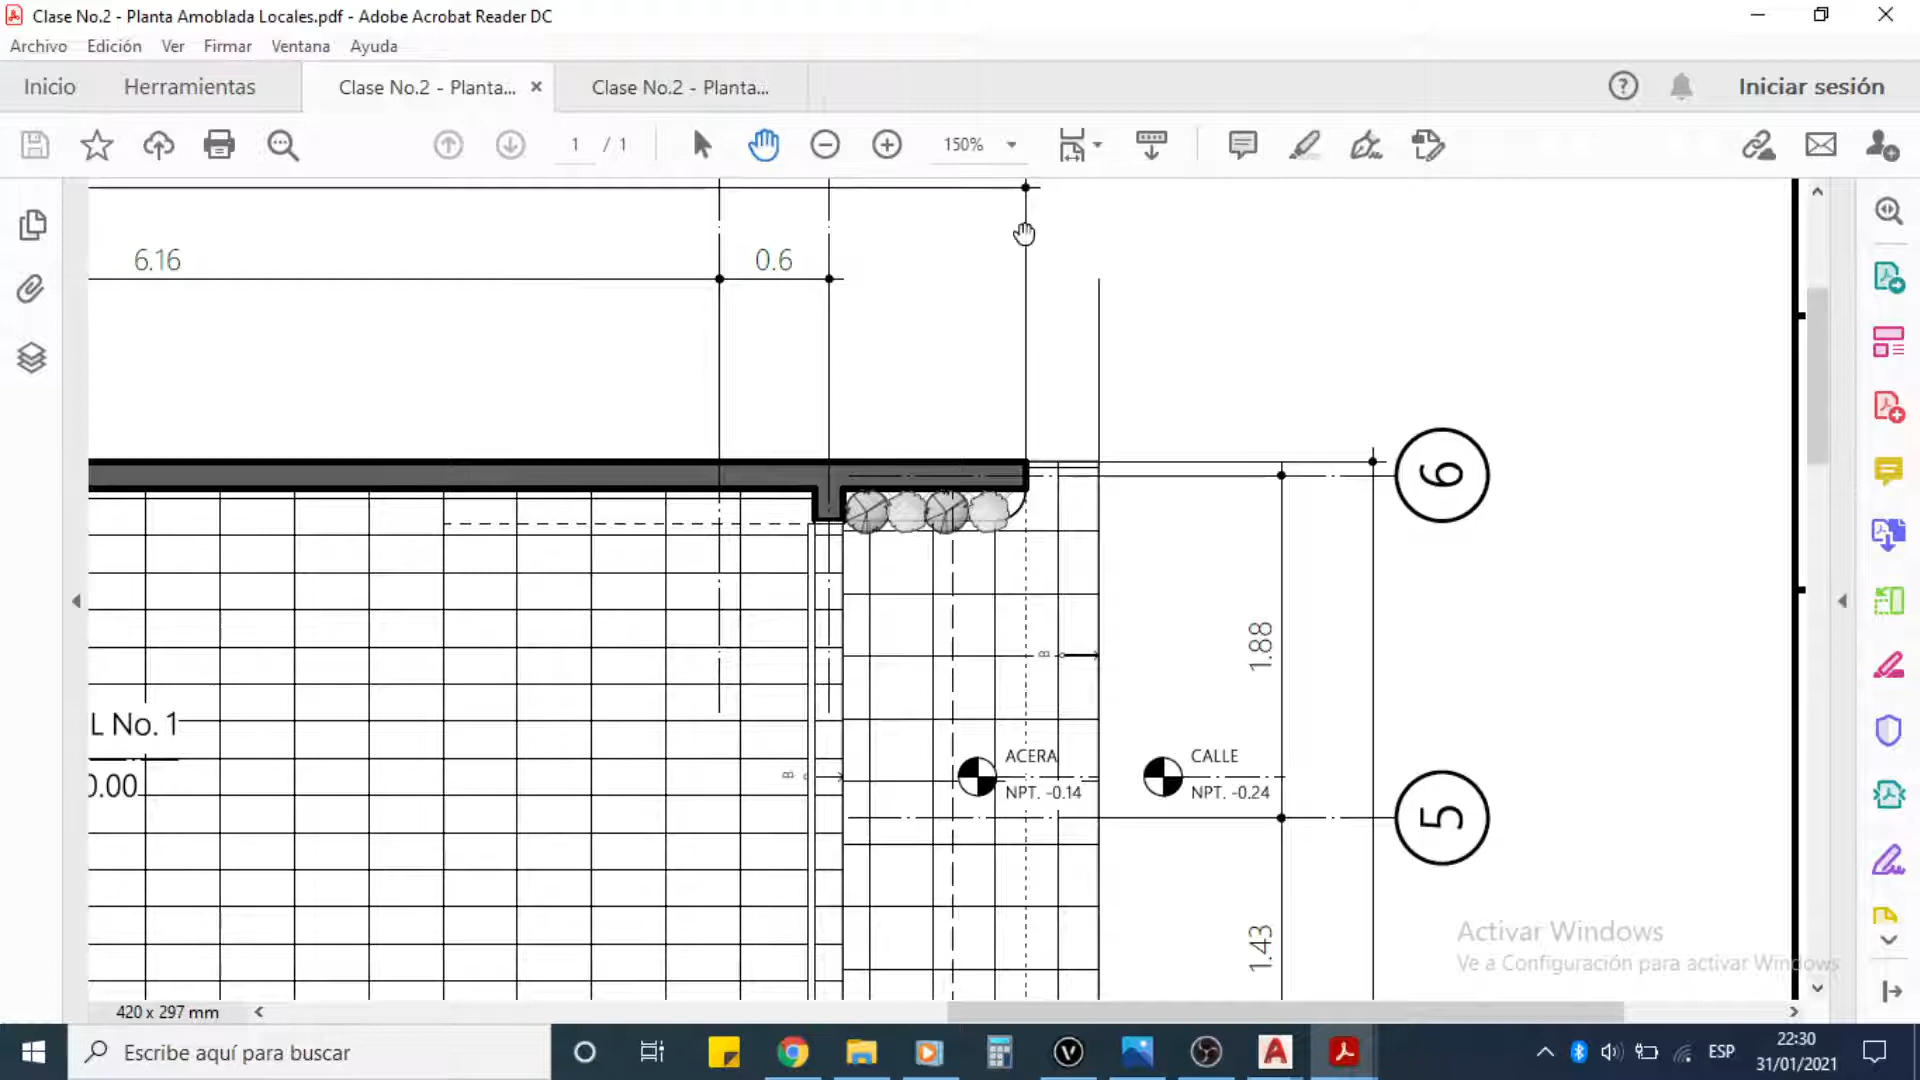 Clase No.2 - Planta Amoblada Locales.pdf - Adobe Acrobat Reader DC
Archivo Edición Ver Firmar Ventana Ayuda
Inicio Herramientas Clase No.2 - Planta... Clase No.2 - Planta... Iniciar sesión
1 / 1 150%
6.16 0.6
6
1.88
L No. 1
0.00
B
B
ACERA
NPT. -0.14
CALLE
NPT. -0.24
5
1.43
Activar Windows
Ve a Configuración para activar Windows
420 x 297 mm
Escribe aquí para buscar
ESP
22:30
31/01/2021